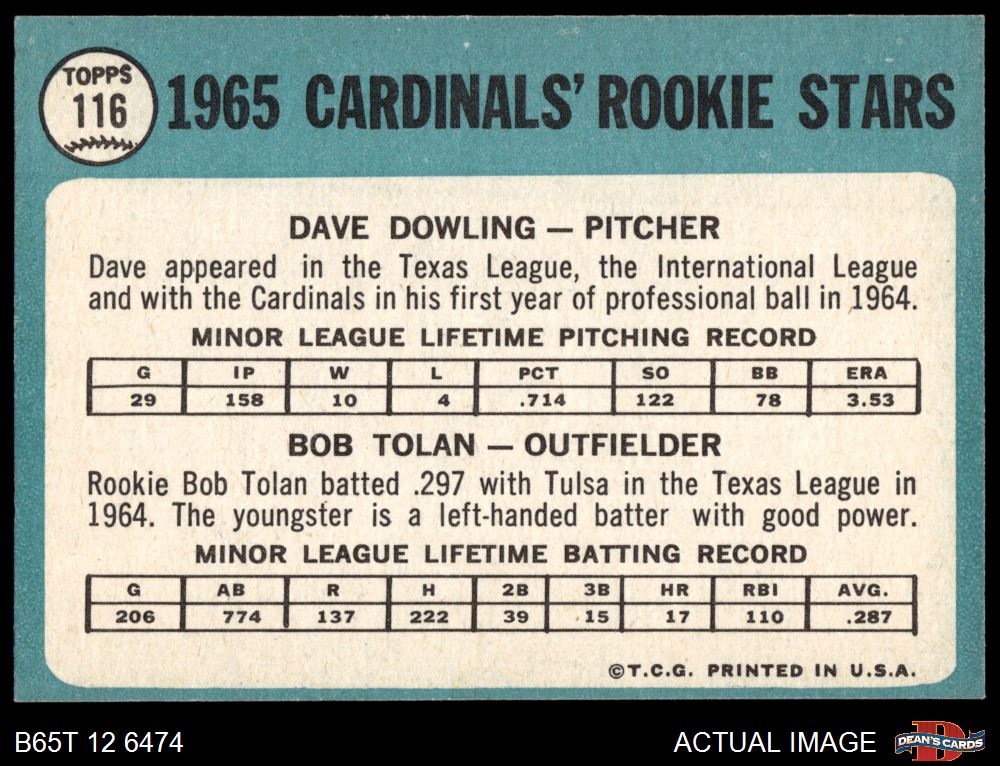 TOPPS
116
1965 CARDINALS' ROOKIE STARS
DAVE DOWLING — PITCHER
Dave appeared in the Texas League, the International League
and with the Cardinals in his first year of professional ball in 1964.
MINOR LEAGUE LIFETIME PITCHING RECORD
G IP W L PCT SO BB ERA
29 158 10 4 .714 122 78 3.53
BOB TOLAN — OUTFIELDER
Rookie Bob Tolan batted .297 with Tulsa in the Texas League in
1964. The youngster is a left-handed batter with good power.
MINOR LEAGUE LIFETIME BATTING RECORD
G AB R H 2B 3B HR RBI AVG.
206 774 137 222 39 15 17 110 .287
©T.C.G. PRINTED IN U.S.A.
B65T 12 6474
ACTUAL IMAGE
D
DEAN'S CARDS